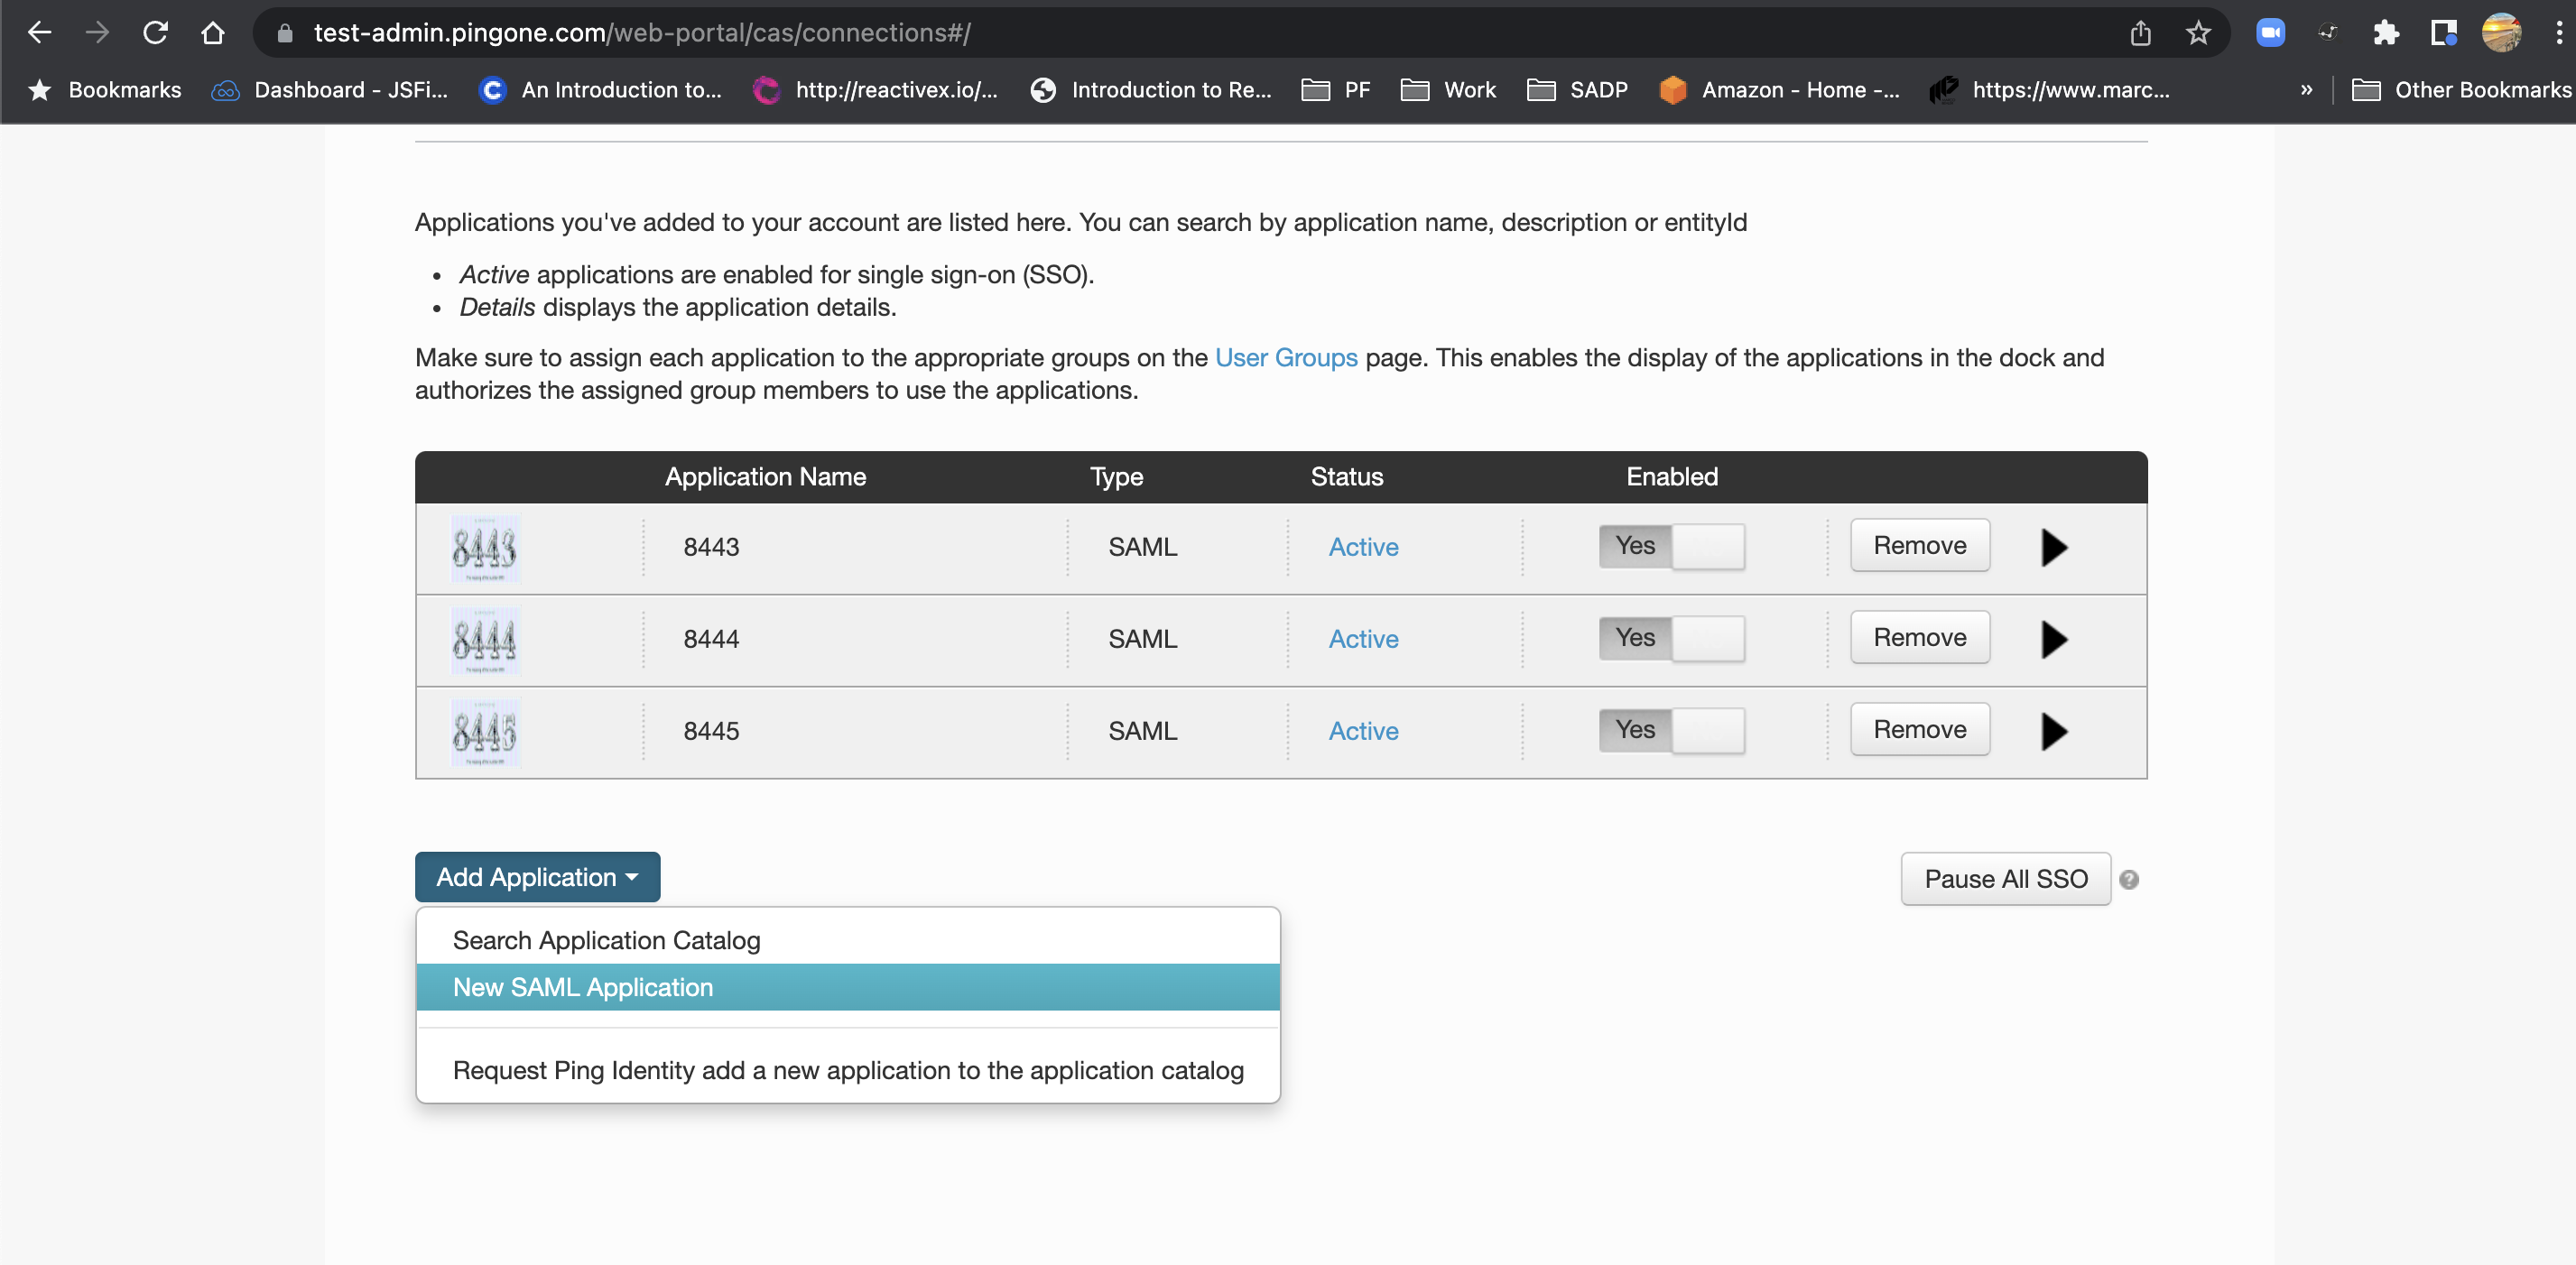 test-admin.pingone.com/web-portal/cas/connections#/
Bookmarks Dashboard - JSFi... An Introduction to... http://reactivex.io/... Introduction to Re... PF Work SADP Amazon - Home -... https://www.marc... » Other Bookmarks
Applications you've added to your account are listed here. You can search by application name, description or entityId
• Active applications are enabled for single sign-on (SSO).
• Details displays the application details.
Make sure to assign each application to the appropriate groups on the User Groups page. This enables the display of the applications in the dock and
authorizes the assigned group members to use the applications.
Application Name Type Status Enabled
8443 8443 SAML Active Yes Remove
8444 8444 SAML Active Yes Remove
8445 8445 SAML Active Yes Remove
Add Application Pause All SSO ?
Search Application Catalog
New SAML Application
Request Ping Identity add a new application to the application catalog